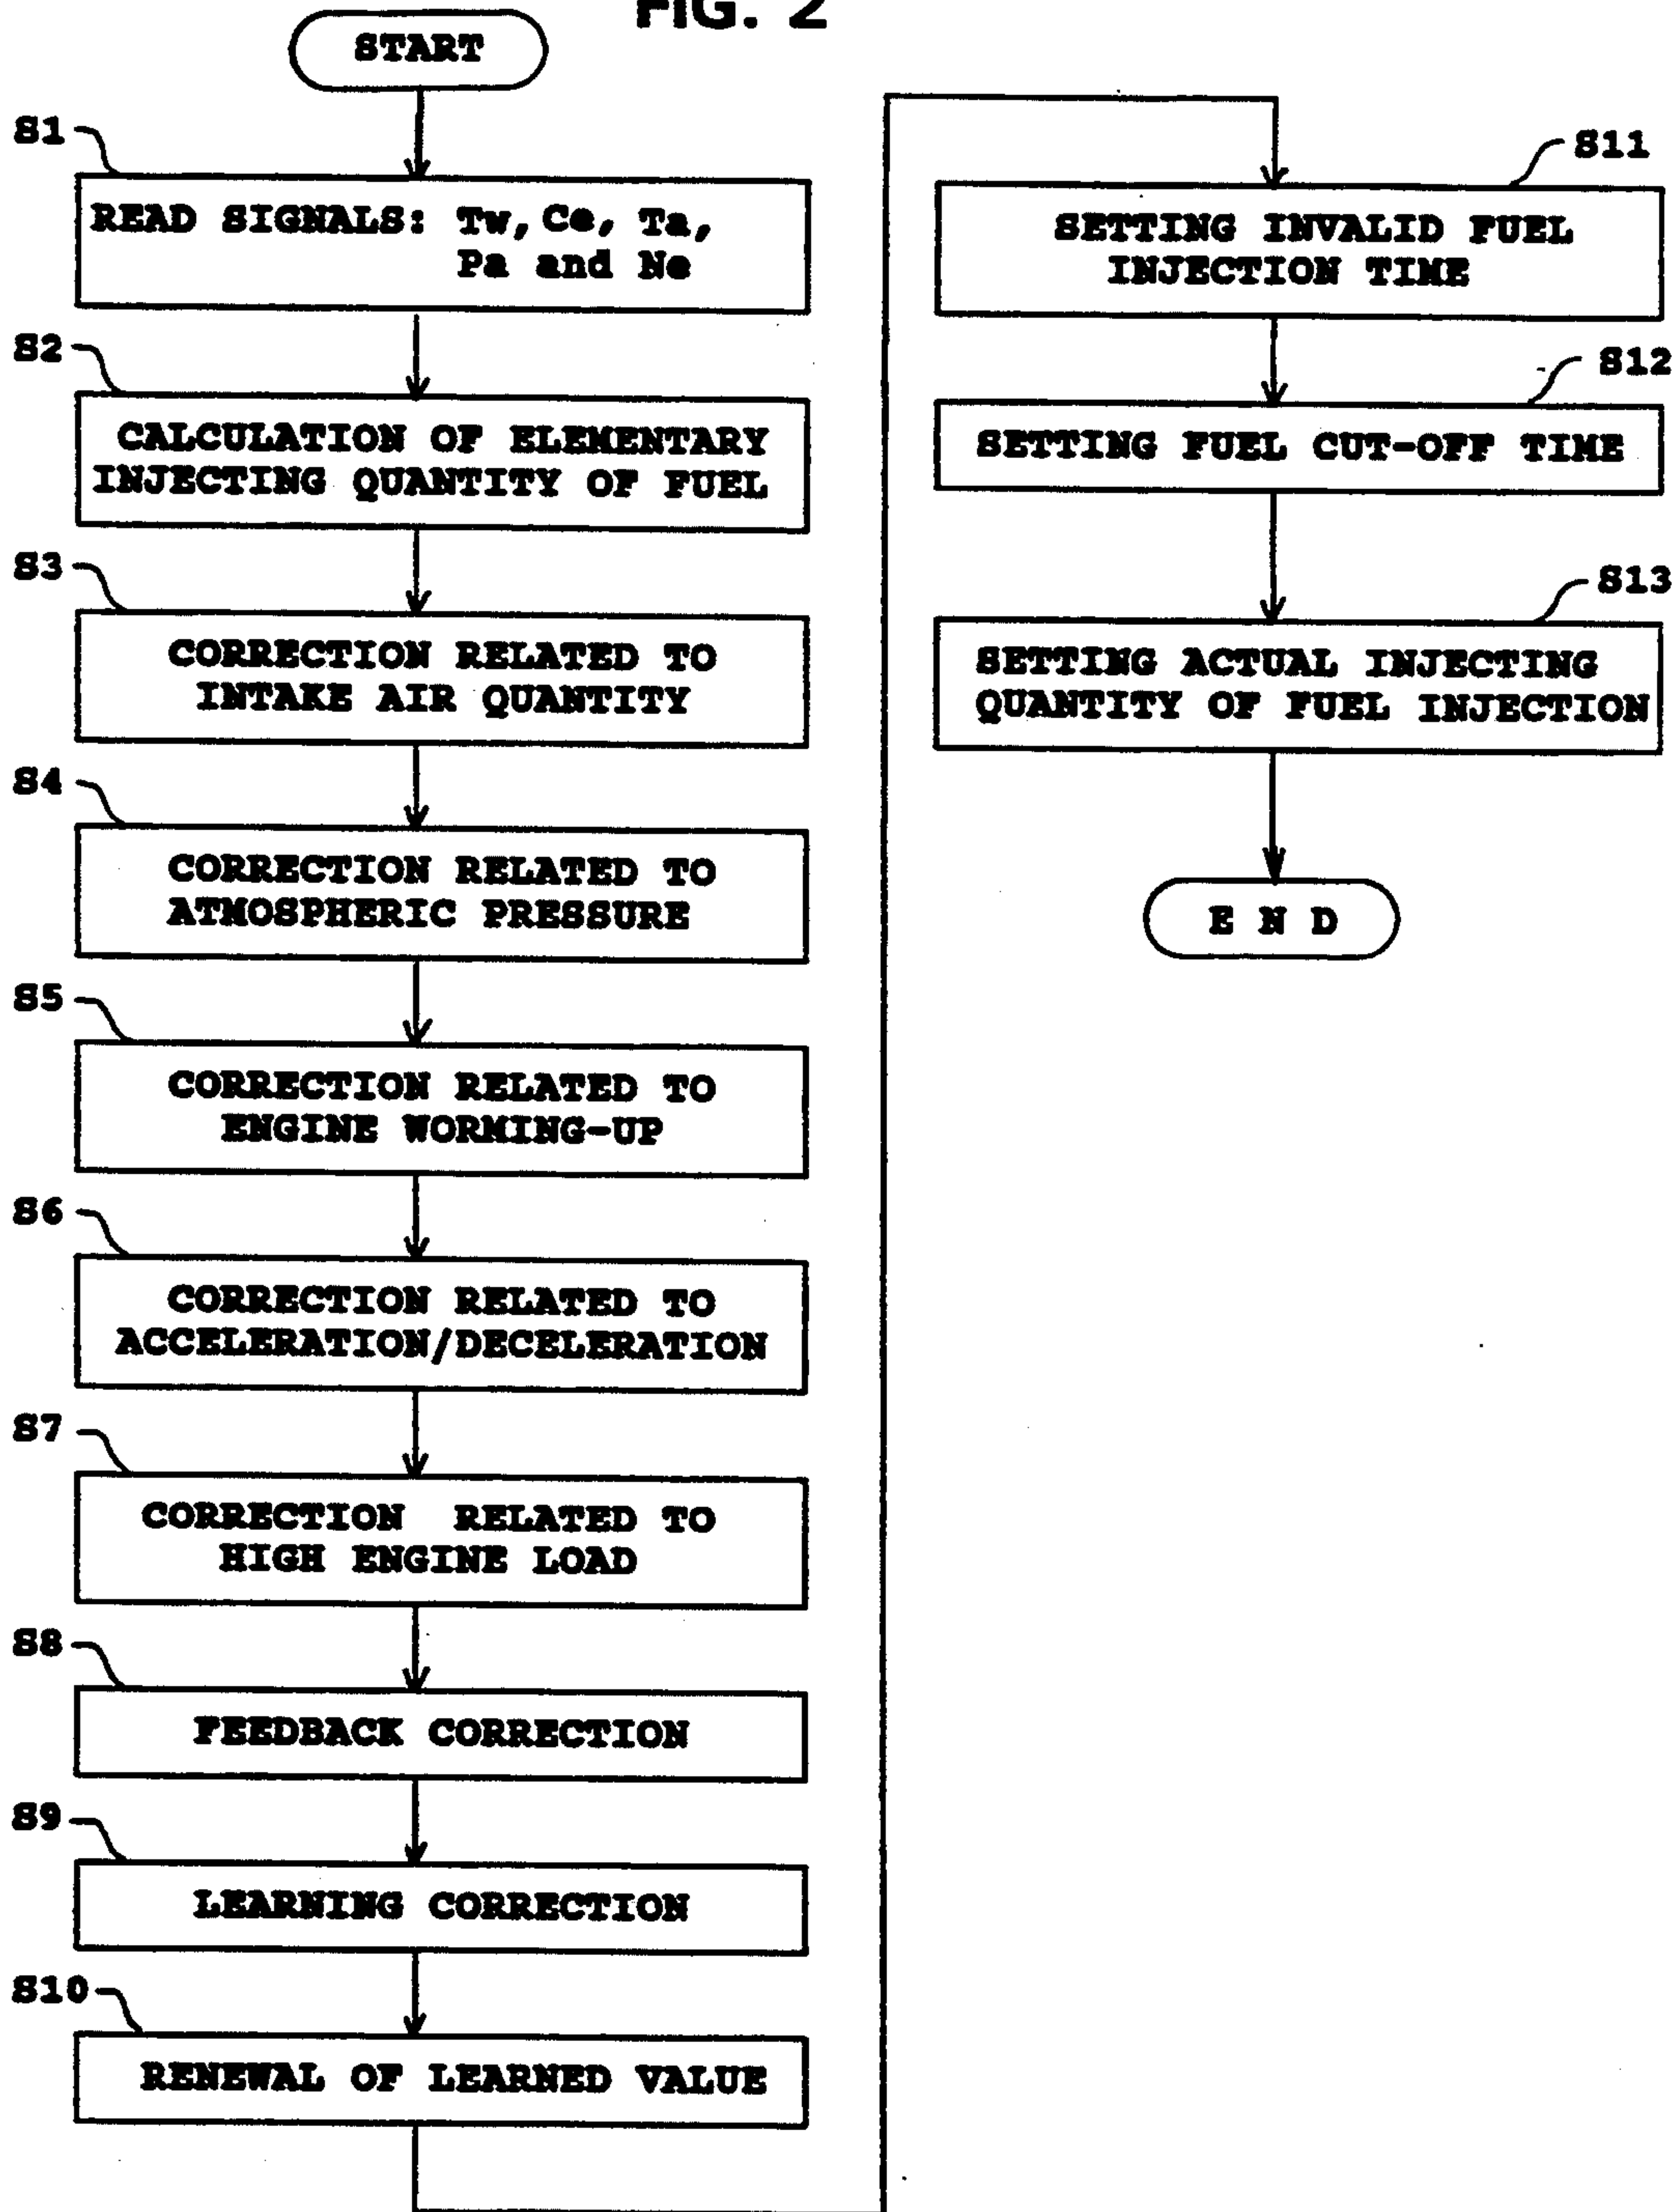 FIG. 2
START
S1
READ SIGNALS: Tw, Ce, Ta,
Pa and Ne
S2
CALCULATION OF ELEMENTARY
INJECTING QUANTITY OF FUEL
S3
CORRECTION RELATED TO
INTAKE AIR QUANTITY
S4
CORRECTION RELATED TO
ATMOSPHERIC PRESSURE
S5
CORRECTION RELATED TO
ENGINE WORMING-UP
S6
CORRECTION RELATED TO
ACCELERATION/DECELERATION
S7
CORRECTION RELATED TO
HIGH ENGINE LOAD
S8
FEEDBACK CORRECTION
S9
LEARNING CORRECTION
S10
RENEWAL OF LEARNED VALUE
S11
SETTING INVALID FUEL
INJECTION TIME
S12
SETTING FUEL CUT-OFF TIME
S13
SETTING ACTUAL INJECTING
QUANTITY OF FUEL INJECTION
E N D